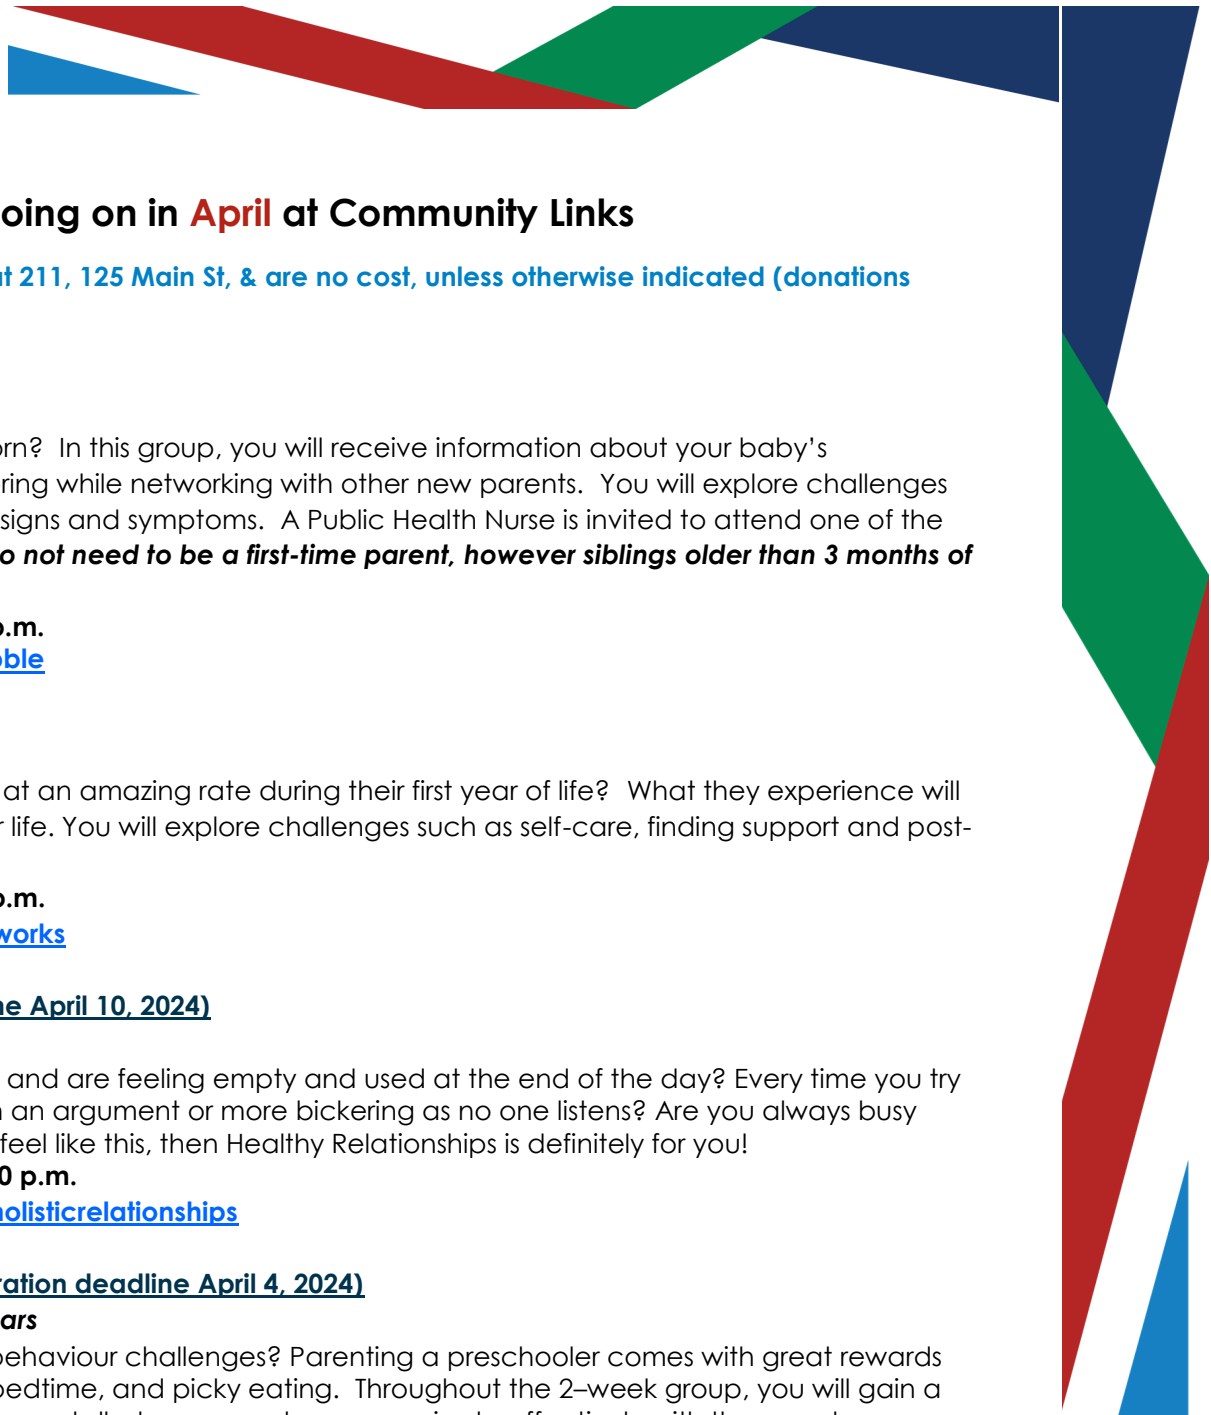 oing on in April at Community Links
at 211, 125 Main St, & are no cost, unless otherwise indicated (donations
orn? In this group, you will receive information about your baby’s
ring while networking with other new parents. You will explore challenges
signs and symptoms. A Public Health Nurse is invited to attend one of the
o not need to be a first-time parent, however siblings older than 3 months of
p.m.
bble
at an amazing rate during their first year of life? What they experience will
r life. You will explore challenges such as self-care, finding support and post-
p.m.
works
ne April 10, 2024)
and are feeling empty and used at the end of the day? Every time you try
n an argument or more bickering as no one listens? Are you always busy
feel like this, then Healthy Relationships is definitely for you!
0 p.m.
holisticrelationships
ration deadline April 4, 2024)
ars
behaviour challenges? Parenting a preschooler comes with great rewards
bedtime, and picky eating. Throughout the 2–week group, you will gain a